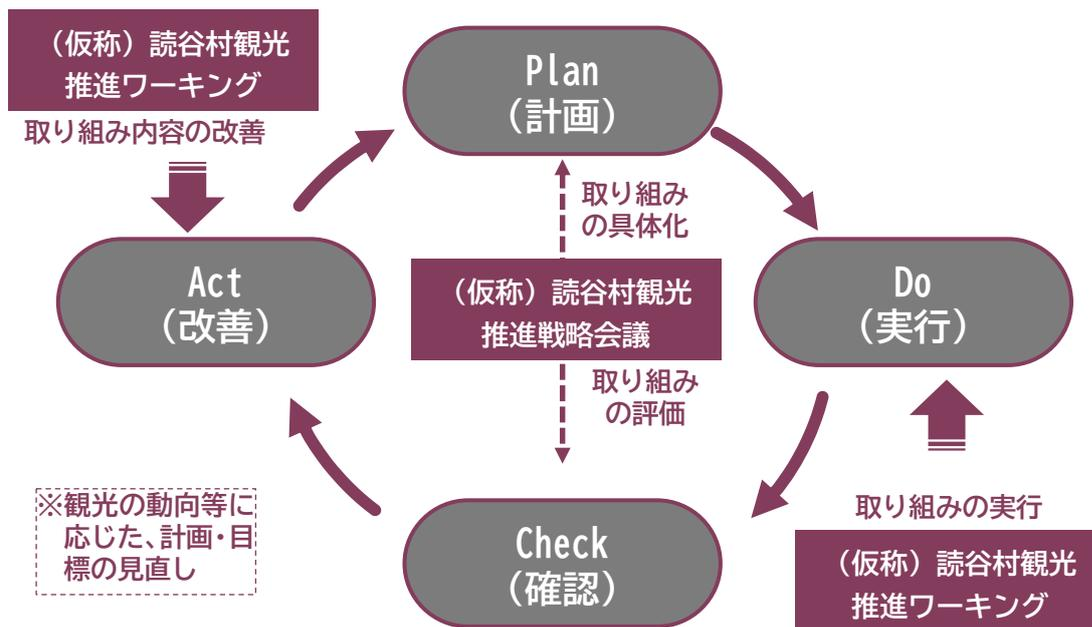 （仮称）読谷村観光
推進ワーキング
取り組み内容の改善
Plan
（計画）
取り組み
の具体化
Act
（改善）
（仮称）読谷村観光
推進戦略会議
Do
（実行）
取り組み
の評価
※観光の動向等に
応じた、計画・目
標の見直し
Check
（確認）
取り組みの実行
（仮称）読谷村観光
推進ワーキング